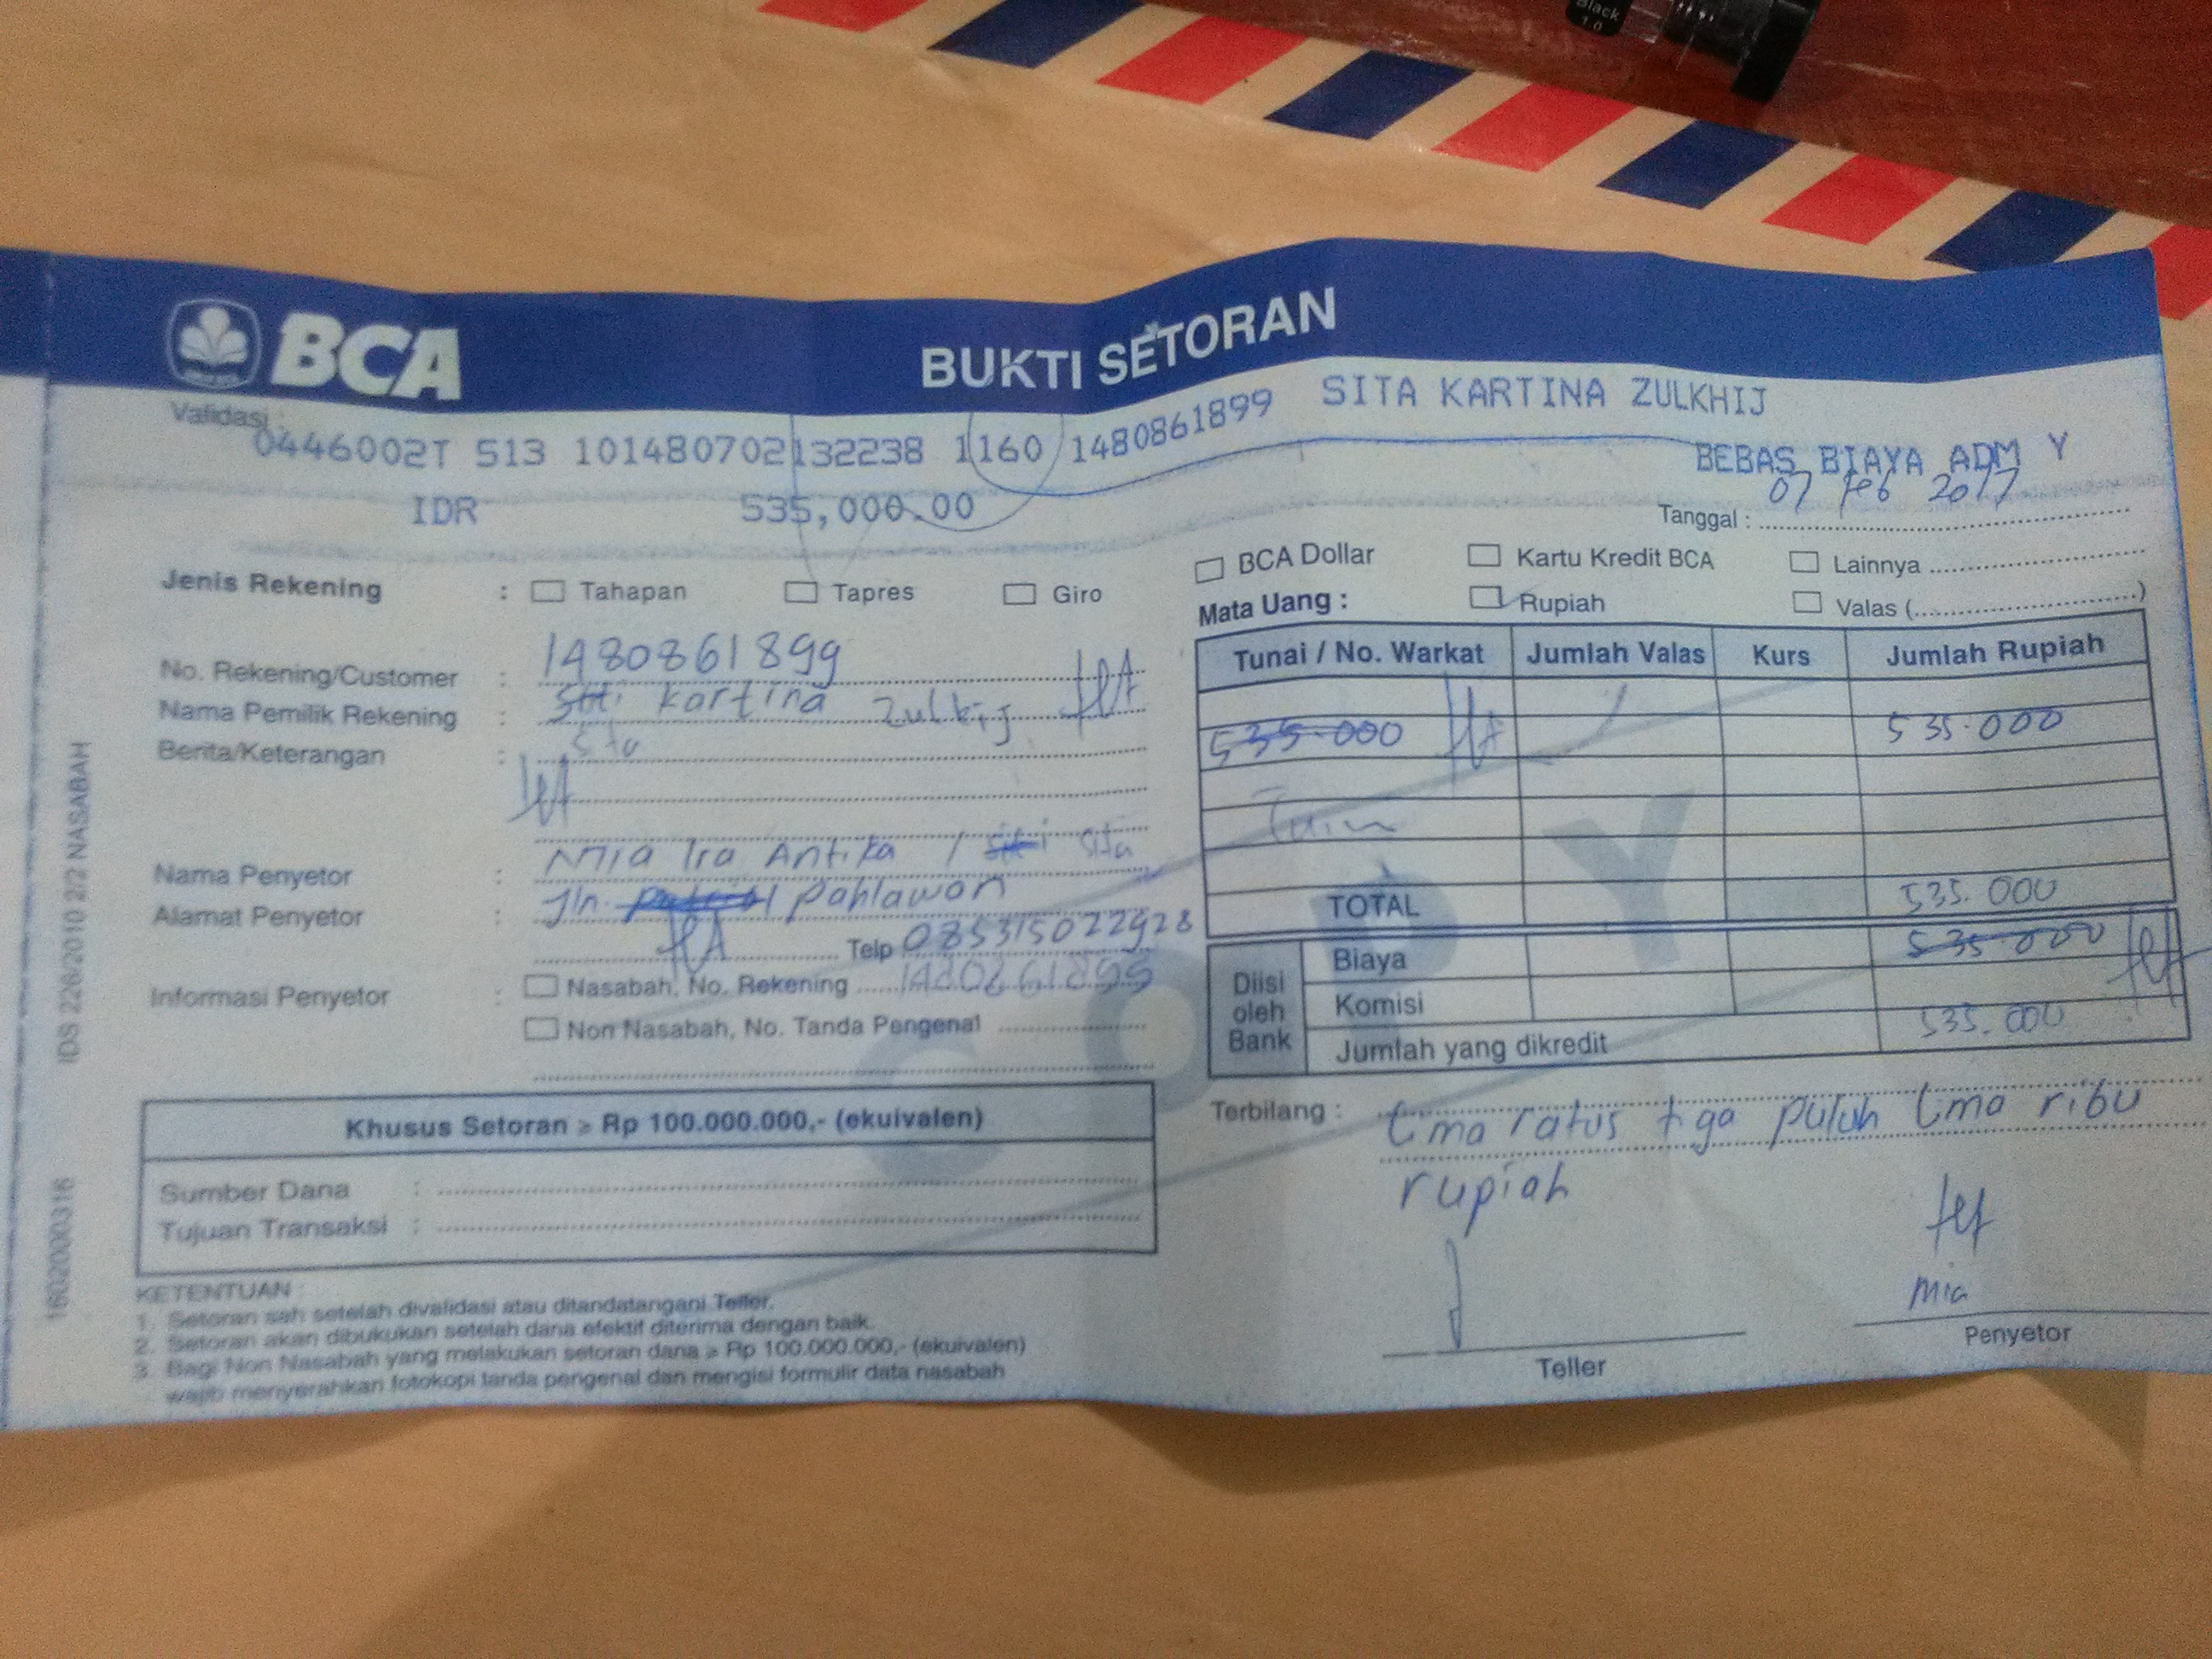 Black
1.0
BCA
BUKTI SETORAN
Validasi :
0446002T 513 101480702132238 1160 1480861899 SITA KARTINA ZULKHIJ
BEBAS BIAYA ADM Y
IDR 535,000.00
Tanggal : 07 Feb 2017
Jenis Rekening : Tahapan Tapres Giro
BCA Dollar Kartu Kredit BCA Lainnya
Mata Uang : Rupiah Valas (..........)
No. Rekening/Customer : 1480861899
Nama Pemilik Rekening : Siti Kartina Zulkij
Sita
Berita/Keterangan :
Nama Penyetor : Mia Ira Antika / Siti Sita
Alamat Penyetor : Jln. Pahlawan
Telp 085315022928
Informasi Penyetor : Nasabah, No. Rekening 1480861899
Non Nasabah, No. Tanda Pengenal
Khusus Setoran ≥ Rp 100.000.000,- (ekuivalen)
Sumber Dana :
Tujuan Transaksi :
KETENTUAN :
1. Setoran sah setelah divalidasi atau ditandatangani Teller.
2. Setoran akan dibukukan setelah dana efektif diterima dengan baik.
3. Bagi Non Nasabah yang melakukan setoran dana ≥ Rp 100.000.000,- (ekuivalen)
wajib menyerahkan fotokopi tanda pengenal dan mengisi formulir data nasabah
Tunai / No. Warkat Jumlah Valas Kurs Jumlah Rupiah
535.000 535.000
TOTAL 535.000
Diisi oleh Bank
Biaya 535.000
Komisi
Jumlah yang dikredit 535.000
Terbilang : Lima ratus tiga puluh lima ribu
rupiah
Mia
Teller Penyetor
COPY
IDS 226/2010 2/2 NASABAH
1602000316